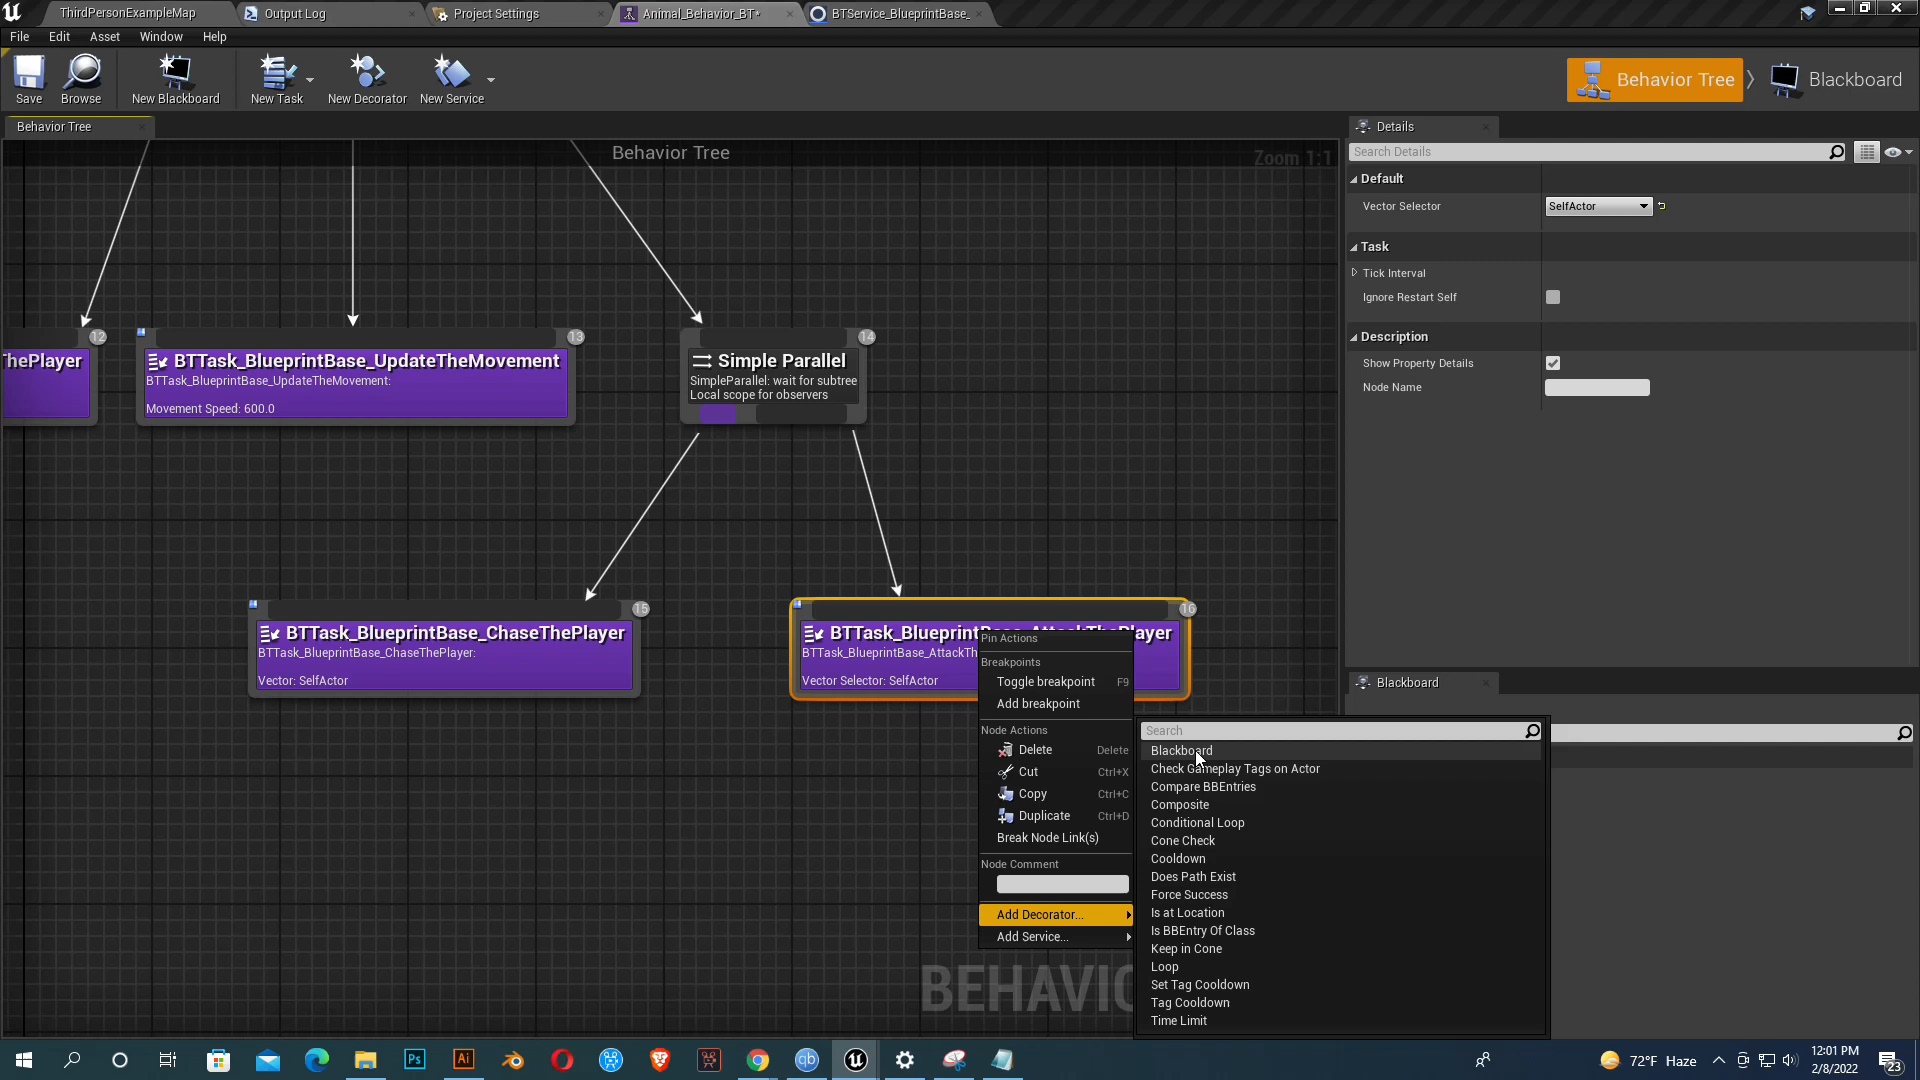 ThirdPersonExampleMap
Output Log
Project Settings
Animal_Behavior_BT*
BTService_BlueprintBase_
File Edit Asset Window Help
Save
Browse
New Blackboard
New Task
New Decorator
New Service
Behavior Tree
Blackboard
Behavior Tree
Behavior Tree
Zoom 1:1
12
ThePlayer
13
BTTask_BlueprintBase_UpdateTheMovement
BTTask_BlueprintBase_UpdateTheMovement:
Movement Speed: 600.0
14
Simple Parallel
SimpleParallel: wait for subtree
Local scope for observers
15
BTTask_BlueprintBase_ChaseThePlayer
BTTask_BlueprintBase_ChaseThePlayer:
Vector: SelfActor
16
BTTask_BlueprintBase_AttackThePlayer
BTTask_BlueprintBase_AttackTh
Vector Selector: SelfActor
Pin Actions
Breakpoints
Toggle breakpoint F9
Add breakpoint
Node Actions
Delete Delete
Cut Ctrl+X
Copy Ctrl+C
Duplicate Ctrl+D
Break Node Link(s)
Node Comment
Add Decorator...
Add Service...
Search
Blackboard
Check Gameplay Tags on Actor
Compare BBEntries
Composite
Conditional Loop
Cone Check
Cooldown
Does Path Exist
Force Success
Is at Location
Is BBEntry Of Class
Keep in Cone
Loop
Set Tag Cooldown
Tag Cooldown
Time Limit
BEHAVIO
Details
Search Details
Default
Vector Selector SelfActor
Task
Tick Interval
Ignore Restart Self
Description
Show Property Details
Node Name
Blackboard
Ps
Ai
qb
72°F Haze
12:01 PM
2/8/2022
23